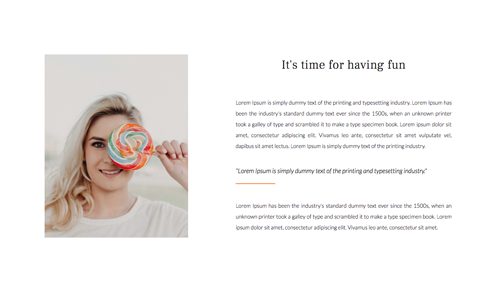 It's time for having fun
Lorem Ipsum is simply dummy text of the printing and typesetting industry. Lorem Ipsum has
been the industry's standard dummy text ever since the 1500s, when an unknown printer
took a galley of type and scrambled it to make a type specimen book. Lorem ipsum dolor sit
amet, consectetur adipiscing elit. Vivamus leo ante, consectetur sit amet vulputate vel,
dapibus sit amet lectus. Lorem Ipsum is simply dummy text of the printing.
"Lorem Ipsum is simply dummy text of the printing and typesetting industry."
Lorem Ipsum has been the industry's standard dummy text ever since the 1500s, when an
unknown printer took a galley of type and scrambled it to make a type specimen book. Lorem
ipsum dolor sit amet, consectetur adipiscing elit. Vivamus leo ante, consectetur sit amet.